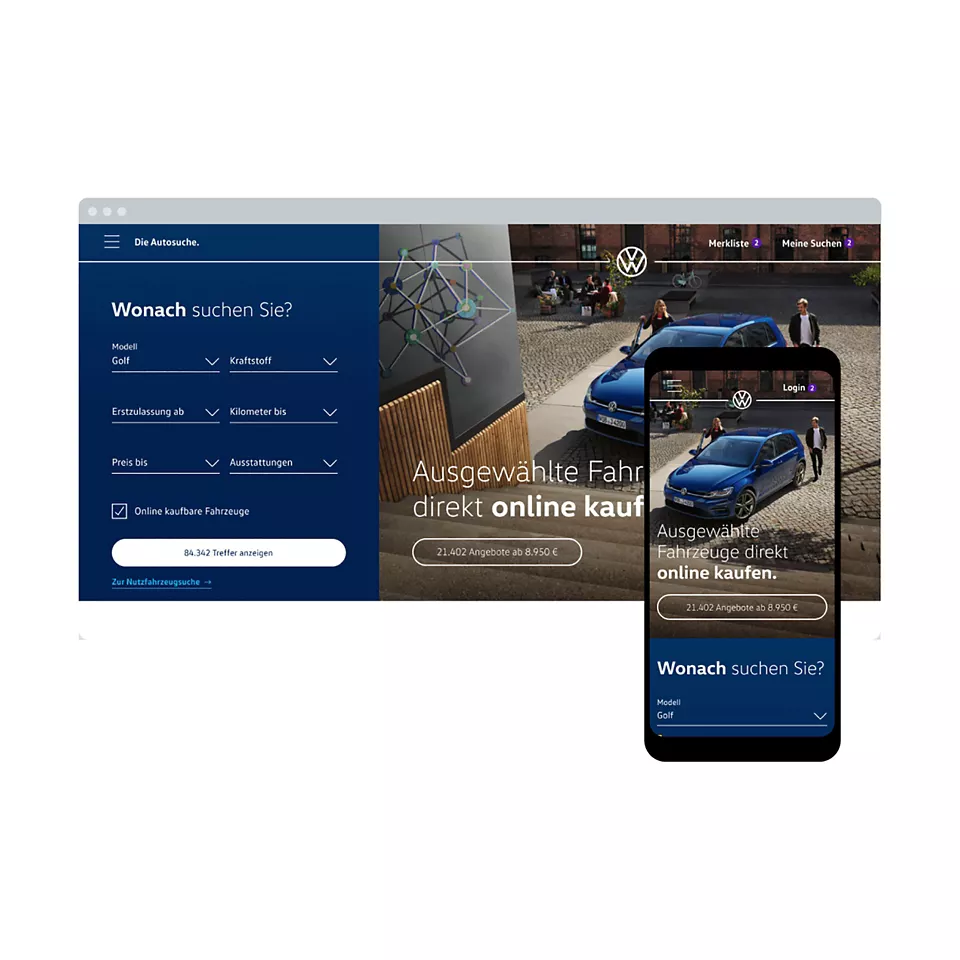 Die Autosuche.
Merkliste 2
Meine Suchen 2
Wonach suchen Sie?
Modell
Golf
Kraftstoff
Erstzulassung ab
Kilometer bis
Preis bis
Ausstattungen
Online kaufbare Fahrzeuge
84.342 Treffer anzeigen
Zur Nutzfahrzeugsuche →
Ausgewählte Fahr
direkt online kauf
21.402 Angebote ab 8.950 €
Login 2
Ausgewählte
Fahrzeuge direkt
online kaufen.
21.402 Angebote ab 8.950 €
Wonach suchen Sie?
Modell
Golf